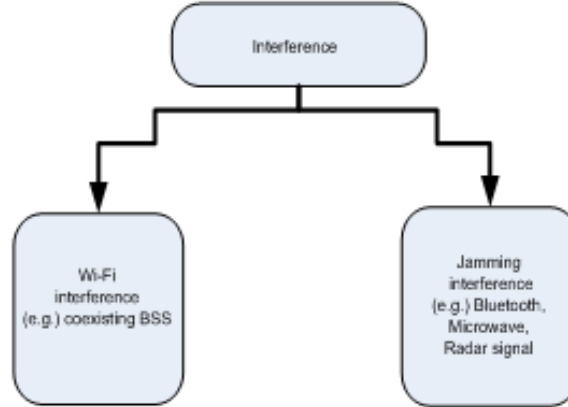 Interference
Wi-Fi
interference
(e.g.) coexisting BSS
Jamming
interference
(e.g.) Bluetooth,
Microwave,
Radar signal